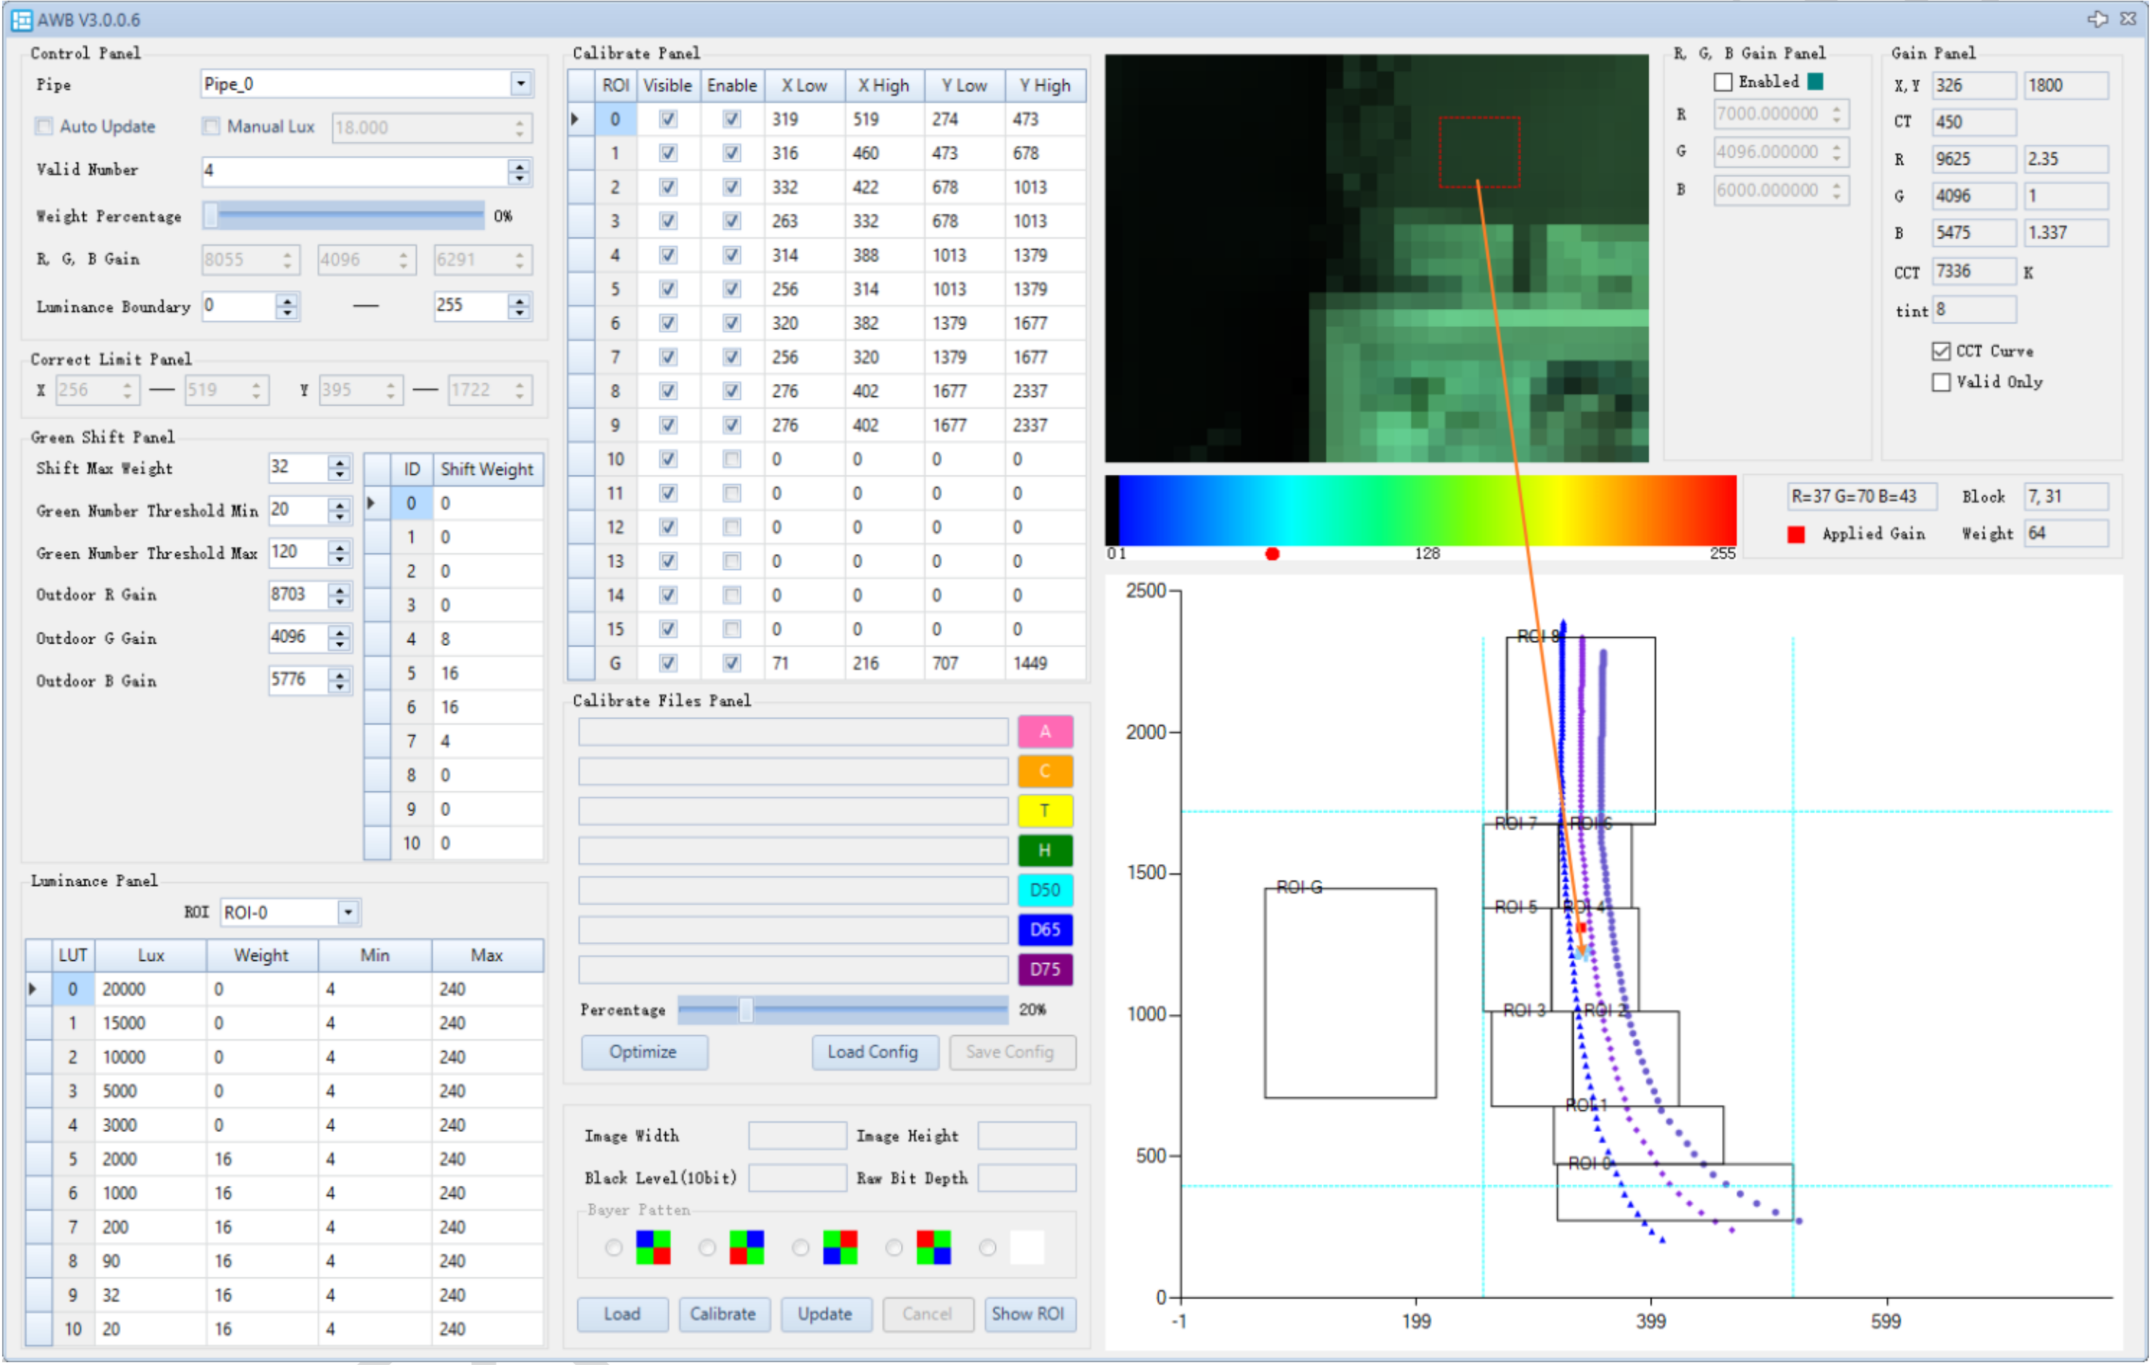 AWB V3.0.0.6
Control Panel
Pipe Pipe_0
Auto Update Manual Lux 18.000
Valid Number 4
Weight Percentage 0%
R, G, B Gain 8055 4096 6291
Luminance Boundary 0 — 255
Correct Limit Panel
X 256 — 519 Y 395 — 1722
Green Shift Panel
Shift Max Weight 32
Green Number Threshold Min 20
Green Number Threshold Max 120
Outdoor R Gain 8703
Outdoor G Gain 4096
Outdoor B Gain 5776
ID Shift Weight
0 0
1 0
2 0
3 0
4 8
5 16
6 16
7 4
8 0
9 0
10 0
Luminance Panel
ROI ROI-0
LUT Lux Weight Min Max
0 20000 0 4 240
1 15000 0 4 240
2 10000 0 4 240
3 5000 0 4 240
4 3000 0 4 240
5 2000 16 4 240
6 1000 16 4 240
7 200 16 4 240
8 90 16 4 240
9 32 16 4 240
10 20 16 4 240
Calibrate Panel
ROI Visible Enable X Low X High Y Low Y High
0 319 519 274 473
1 316 460 473 678
2 332 422 678 1013
3 263 332 678 1013
4 314 388 1013 1379
5 256 314 1013 1379
6 320 382 1379 1677
7 256 320 1379 1677
8 276 402 1677 2337
9 276 402 1677 2337
10 0 0 0 0
11 0 0 0 0
12 0 0 0 0
13 0 0 0 0
14 0 0 0 0
15 0 0 0 0
G 71 216 707 1449
Calibrate Files Panel
A
C
T
H
D50
D65
D75
Percentage 20%
Optimize Load Config Save Config
Image Width Image Height
Black Level(10bit) Raw Bit Depth
Bayer Patten
Load Calibrate Update Cancel Show ROI
R, G, B Gain Panel
Enabled
R 7000.000000
G 4096.000000
B 6000.000000
Gain Panel
X, Y 326 1800
CT 450
R 9625 2.35
G 4096 1
B 5475 1.337
CCT 7336 K
tint 8
CCT Curve
Valid Only
0 1 128 255
R=37 G=70 B=43 Block 7, 31
Applied Gain Weight 64
2500
ROI 8
2000
ROI 7 ROI 6
1500
ROI G
ROI 5 ROI 4
1000
ROI 3 ROI 2
ROI 1
500
ROI 0
0
-1 199 399 599